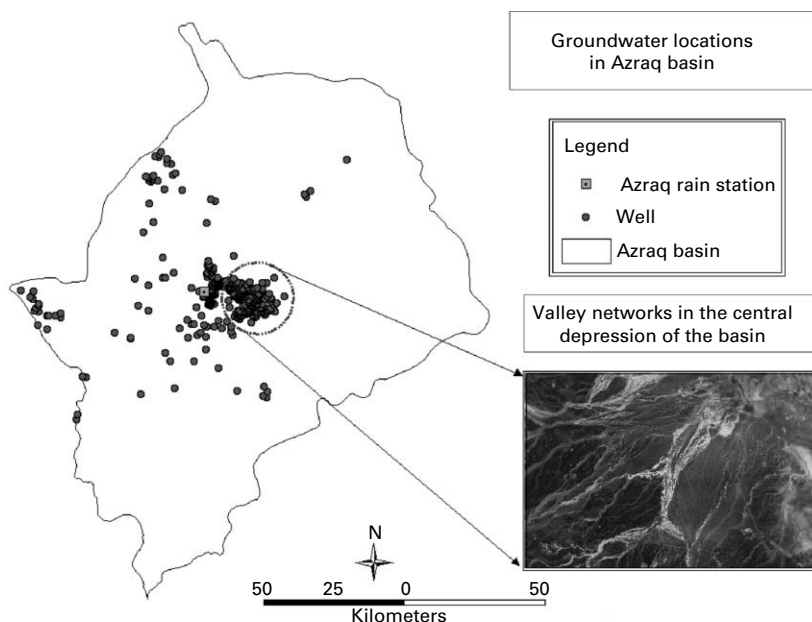 Groundwater locations
in Azraq basin
Legend
Azraq rain station
Well
Azraq basin
Valley networks in the central
depression of the basin
N
50 25 0 50
Kilometers